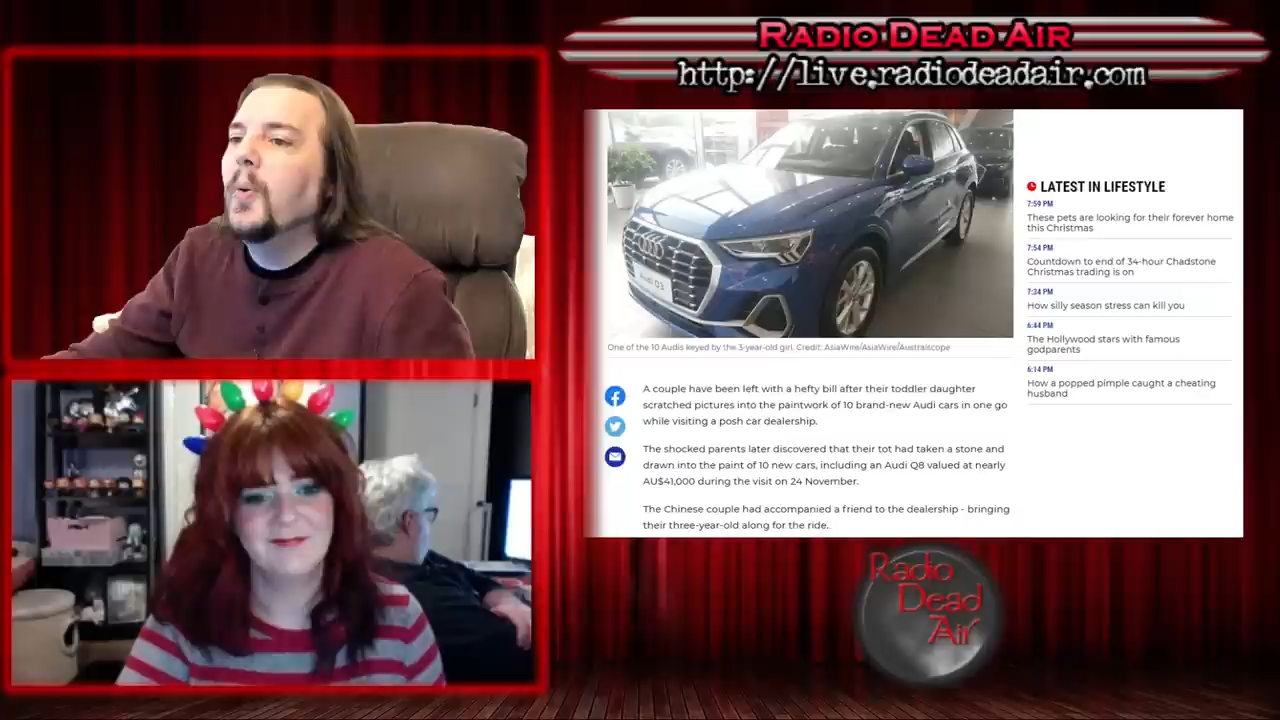 RADIO DEAD AIR
http://live.radiodeadair.com
Audi Q3
One of the 10 Audis keyed by the 3-year-old girl. Credit: AsiaWire/AsiaWire/Australscope
A couple have been left with a hefty bill after their toddler daughter
scratched pictures into the paintwork of 10 brand-new Audi cars in one go
while visiting a posh car dealership.
The shocked parents later discovered that their tot had taken a stone and
drawn into the paint of 10 new cars, including an Audi Q8 valued at nearly
AU$41,000 during the visit on 24 November.
The Chinese couple had accompanied a friend to the dealership - bringing
their three-year-old along for the ride.
LATEST IN LIFESTYLE
7:59 PM
These pets are looking for their forever home
this Christmas
7:54 PM
Countdown to end of 34-hour Chadstone
Christmas trading is on
7:34 PM
How silly season stress can kill you
6:44 PM
The Hollywood stars with famous
godparents
6:14 PM
How a popped pimple caught a cheating
husband
Radio
Dead
Air